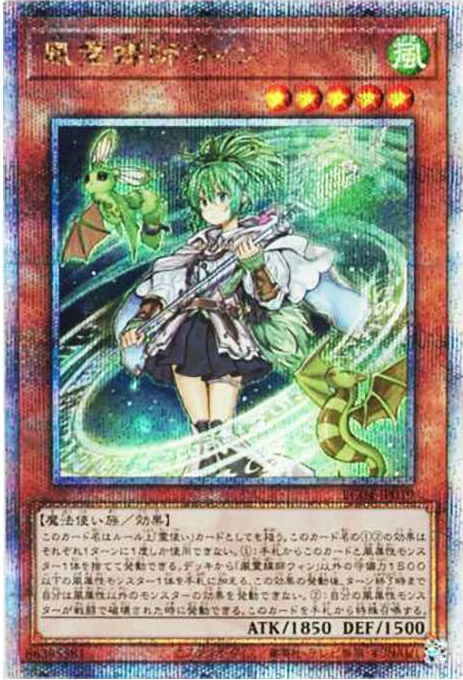 風霊媒師ウィン
風
【魔法使い族／効果】
このカード名はルール上「霊使い」カードとしても扱う。このカード名の①②の効果は
それぞれ1ターンに1度しか使用できない。①：手札からこのカードと風属性モンス
ター1体を捨てて発動できる。デッキから「風霊媒師ウィン」以外の守備力1500
以下の風属性モンスター1体を手札に加える。この効果の発動後、ターン終了時まで
自分は風属性以外のモンスターの効果を発動できない。②：自分の風属性モンス
ターが戦闘で破壊された時に発動できる。このカードを手札から特殊召喚する。
ATK/1850 DEF/1500